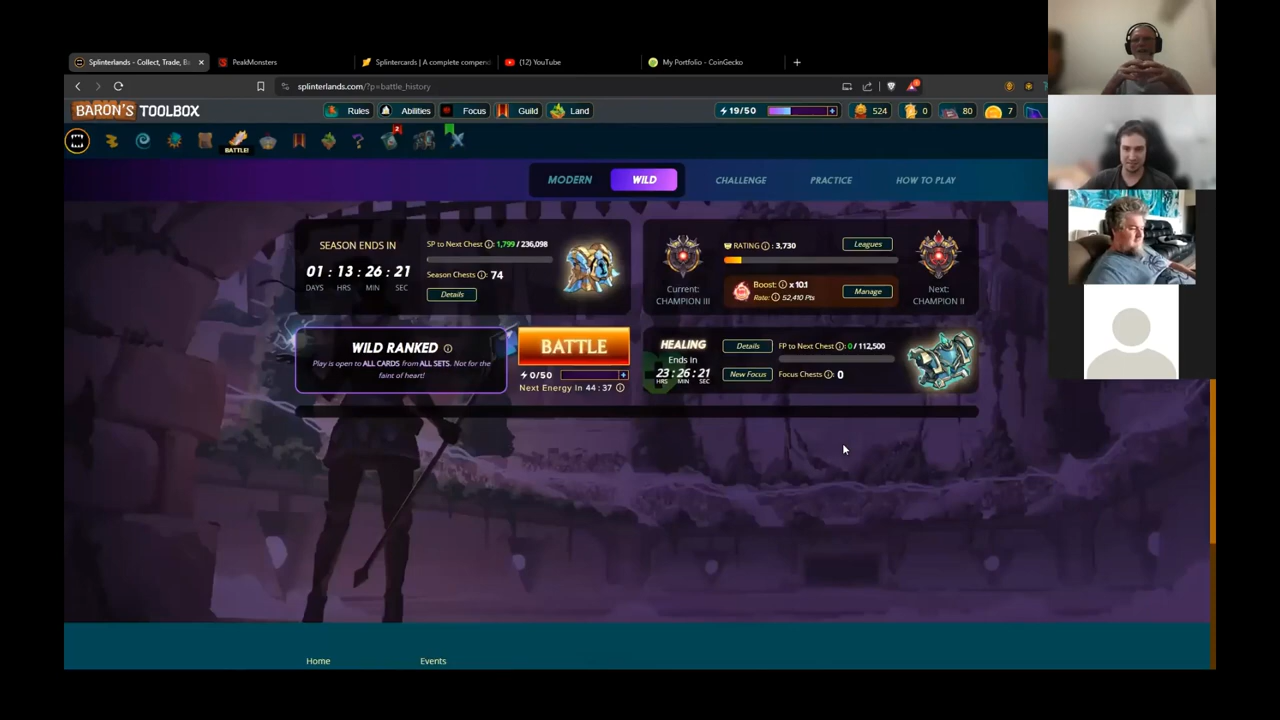 Splinterlands - Collect, Trade, Ba
PeakMonsters
Splintercards | A complete compend
(12) YouTube
My Portfolio - CoinGecko
splinterlands.com/?p=battle_history
BARON'S TOOLBOX
Rules
Abilities
Focus
Guild
Land
19/50
524
0
80
7
2
BATTLE!
MODERN
WILD
CHALLENGE
PRACTICE
HOW TO PLAY
SEASON ENDS IN
01 : 13 : 26 : 21
DAYS HRS MIN SEC
SP to Next Chest : 1,799 / 236,098
Season Chests : 74
Details
RATING : 3,730
Leagues
Current:
CHAMPION III
Boost: x 10.1
Rate: 52,410 Pts
Manage
Next:
CHAMPION II
WILD RANKED
Play is open to ALL CARDS from ALL SETS. Not for the
faint of heart!
BATTLE
0/50
Next Energy In 44 : 37
HEALING
Ends In
23 : 26 : 21
HRS MIN SEC
Details
New Focus
FP to Next Chest : 0 / 112,500
Focus Chests : 0
Home
Events